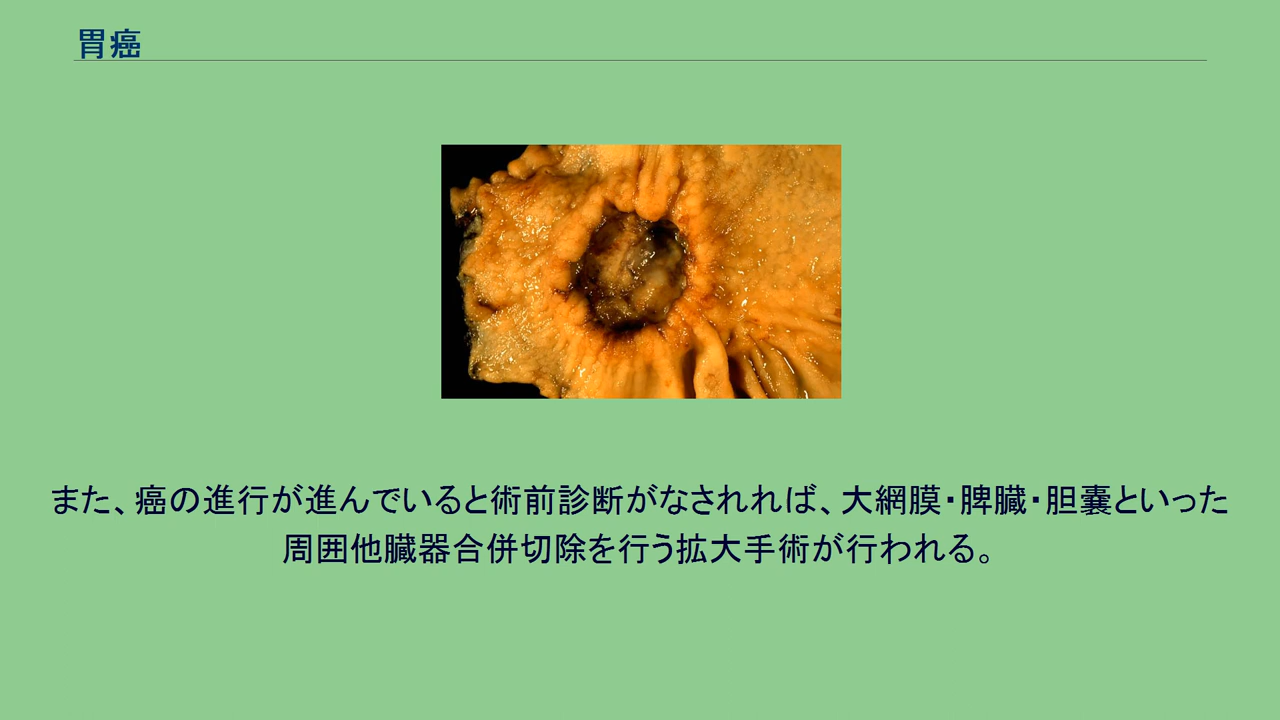 胃癌
また、癌の進行が進んでいると術前診断がなされれば、大網膜・脾臓・胆嚢といった
周囲他臓器合併切除を行う拡大手術が行われる。